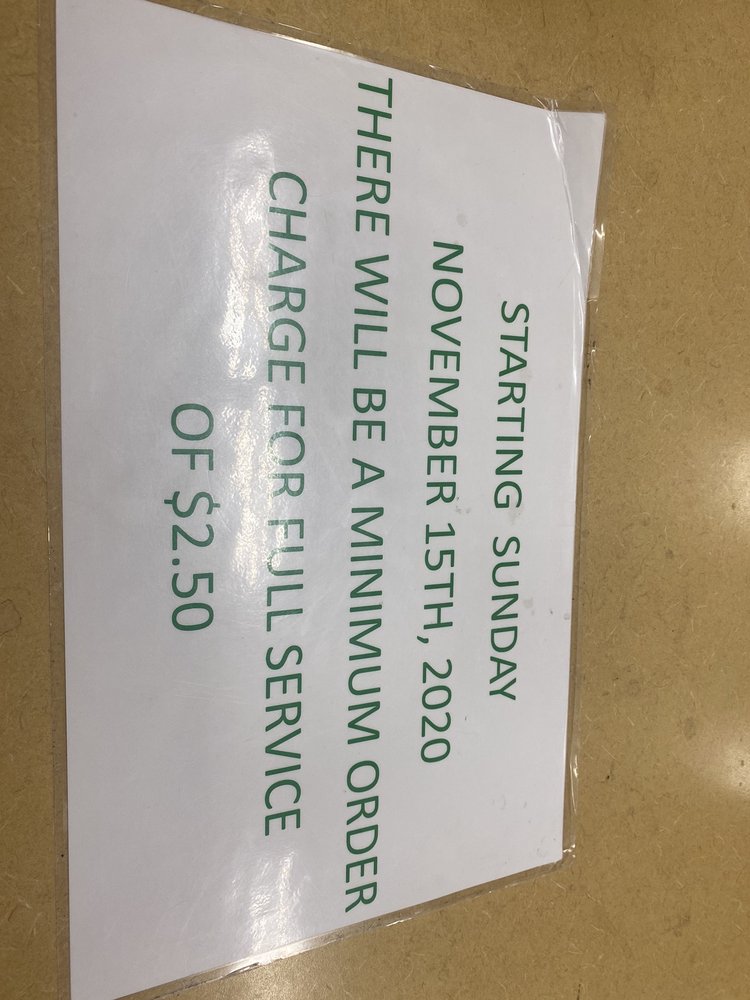 STARTING SUNDAY
NOVEMBER 15TH, 2020
THERE WILL BE A MINIMUM ORDER
CHARGE FOR FULL SERVICE
OF $2.50